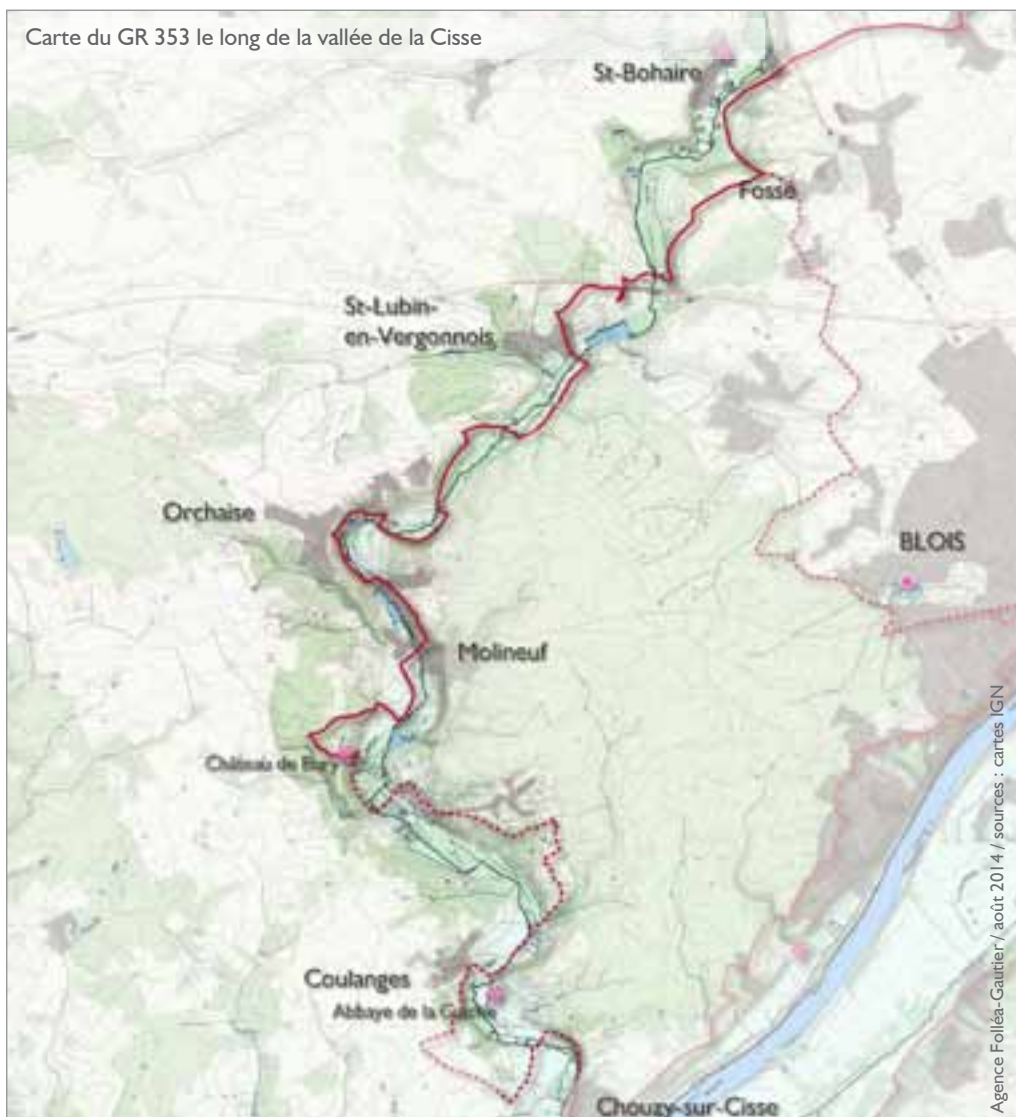 Carte du GR 353 le long de la vallée de la Cisse
St-Bohaire
Fossé
St-Lubin-
en-Vergonnois
Orchaise
BLOIS
Molineuf
Château de Bury
Coulanges
Abbaye de la Guiche
Chouzy-sur-Cisse
Agence Folléa-Gautier / août 2014 / sources : cartes IGN